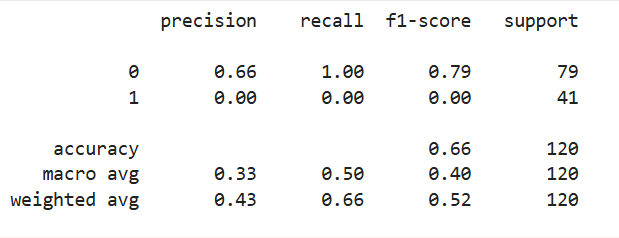 precision recall f1-score support
0 0.66 1.00 0.79 79
1 0.00 0.00 0.00 41
accuracy 0.66 120
macro avg 0.33 0.50 0.40 120
weighted avg 0.43 0.66 0.52 120